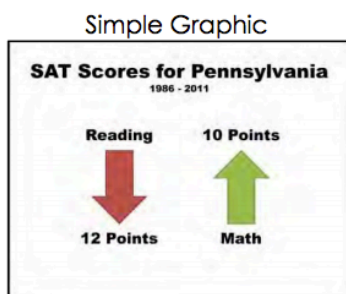 Simple Graphic
SAT Scores for Pennsylvania
1986 - 2011
Reading
12 Points
10 Points
Math